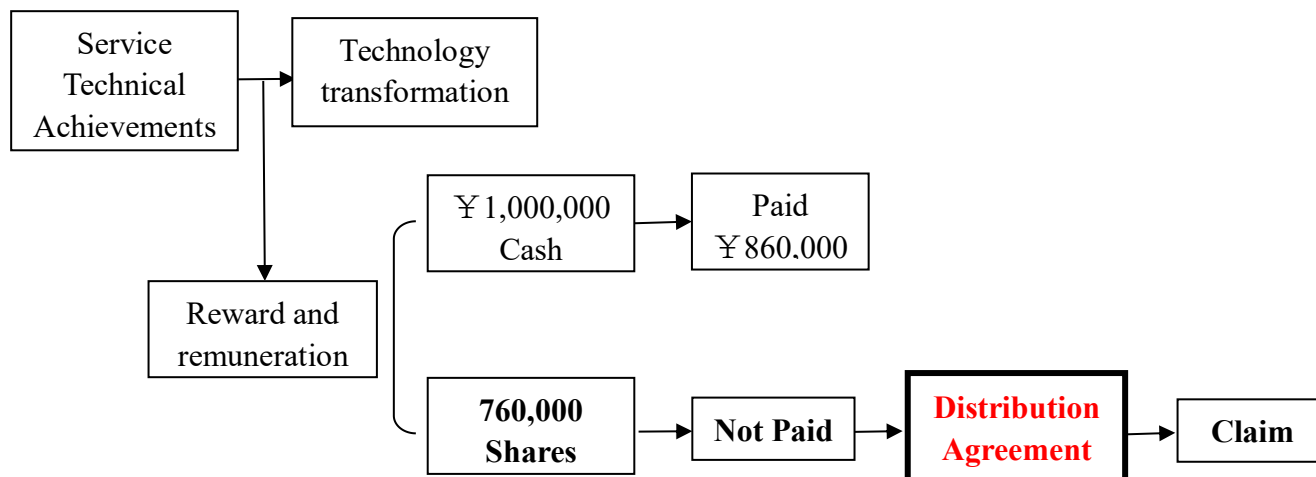 Service
Technical
Achievements
Technology
transformation
￥1,000,000
Cash
Paid
￥860,000
Reward and
remuneration
760,000
Shares
Not Paid
Distribution
Agreement
Claim